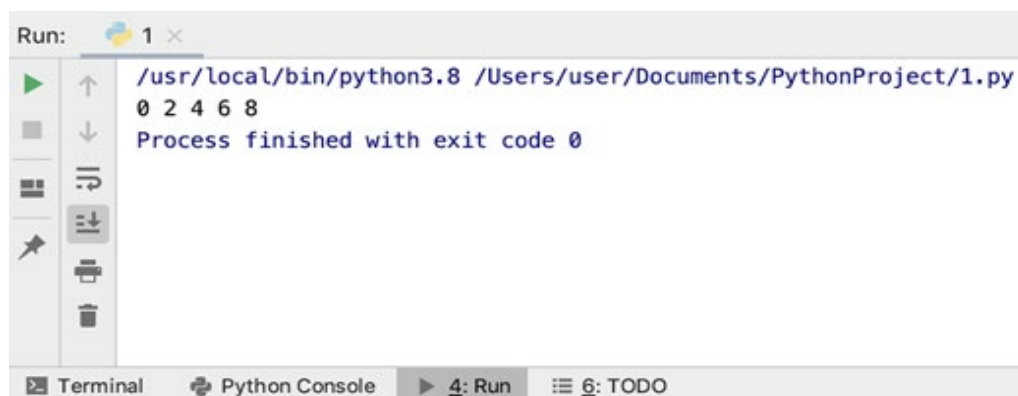 Run: 1
/usr/local/bin/python3.8 /Users/user/Documents/PythonProject/1.py
0 2 4 6 8
Process finished with exit code 0
Terminal Python Console 4: Run 6: TODO